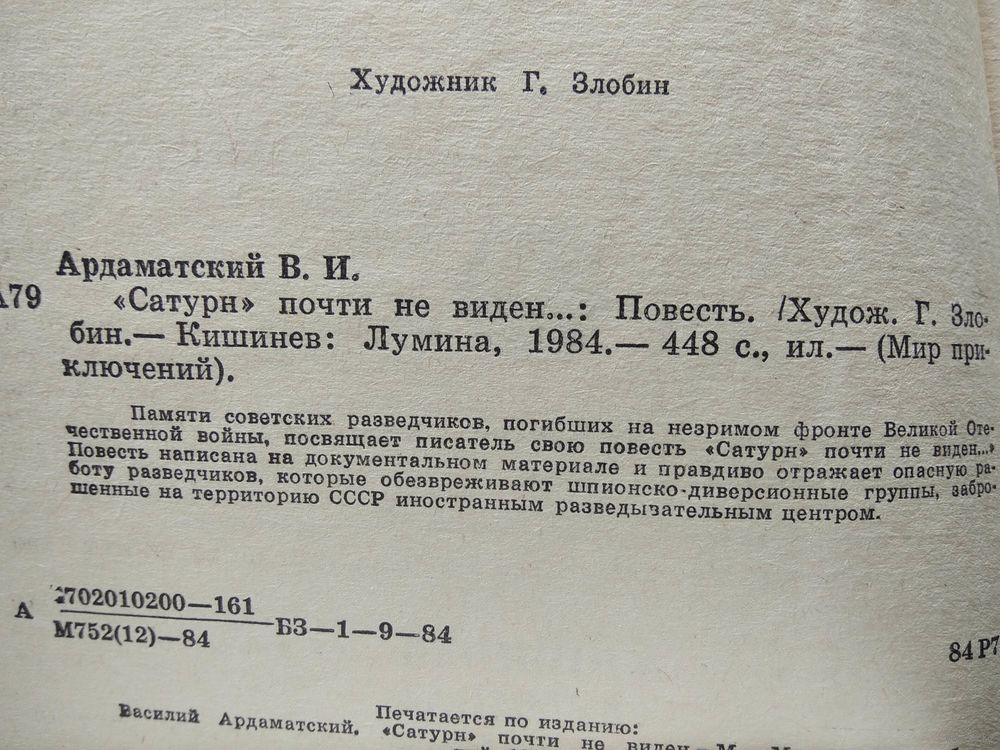 Художник Г. Злобин
Ардаматский В. И.
А79 «Сатурн» почти не виден...: Повесть. /Худож. Г. Зло-
бин.— Кишинев: Лумина, 1984.— 448 с., ил.— (Мир при-
ключений).
Памяти советских разведчиков, погибших на незримом фронте Великой Оте-
чественной войны, посвящает писатель свою повесть «Сатурн» почти не виден...»
Повесть написана на документальном материале и правдиво отражает опасную ра-
боту разведчиков, которые обезвреживают шпионско-диверсионные группы, забро-
шенные на территорию СССР иностранным разведызательным центром.
А 4702010200—161
М752(12)—84 БЗ—1—9—84
84 Р7
Печатается по изданию:
Василий Ардаматский. «Сатурн» почти не виден